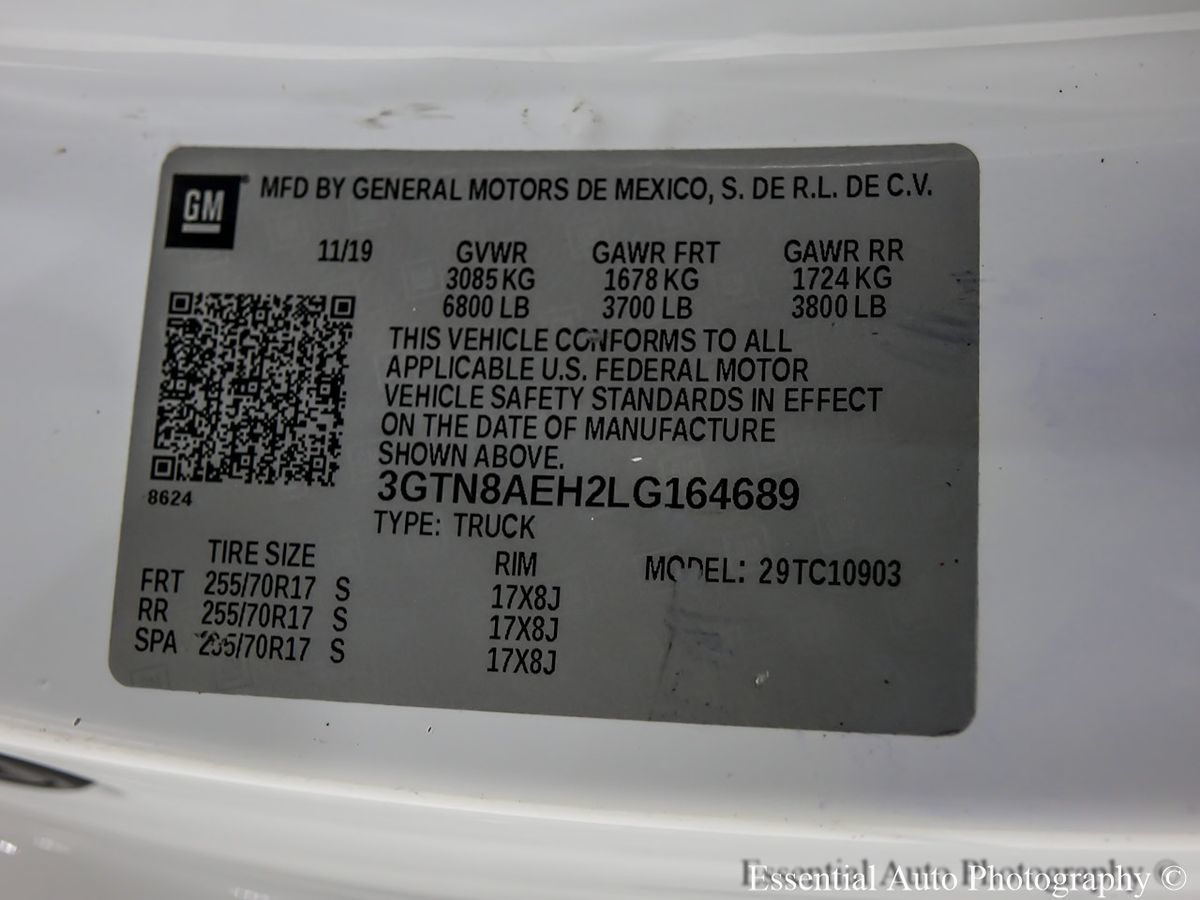 GM® MFD BY GENERAL MOTORS DE MEXICO, S. DE R.L. DE C.V.
11/19 GVWR GAWR FRT GAWR RR
3085 KG 1678 KG 1724 KG
6800 LB 3700 LB 3800 LB
THIS VEHICLE CONFORMS TO ALL
APPLICABLE U.S. FEDERAL MOTOR
VEHICLE SAFETY STANDARDS IN EFFECT
ON THE DATE OF MANUFACTURE
SHOWN ABOVE.
8624
3GTN8AEH2LG164689
TYPE: TRUCK
TIRE SIZE RIM MODEL: 29TC10903
FRT 255/70R17 S 17X8J
RR 255/70R17 S 17X8J
SPA 255/70R17 S 17X8J
Essential Auto Photography ©